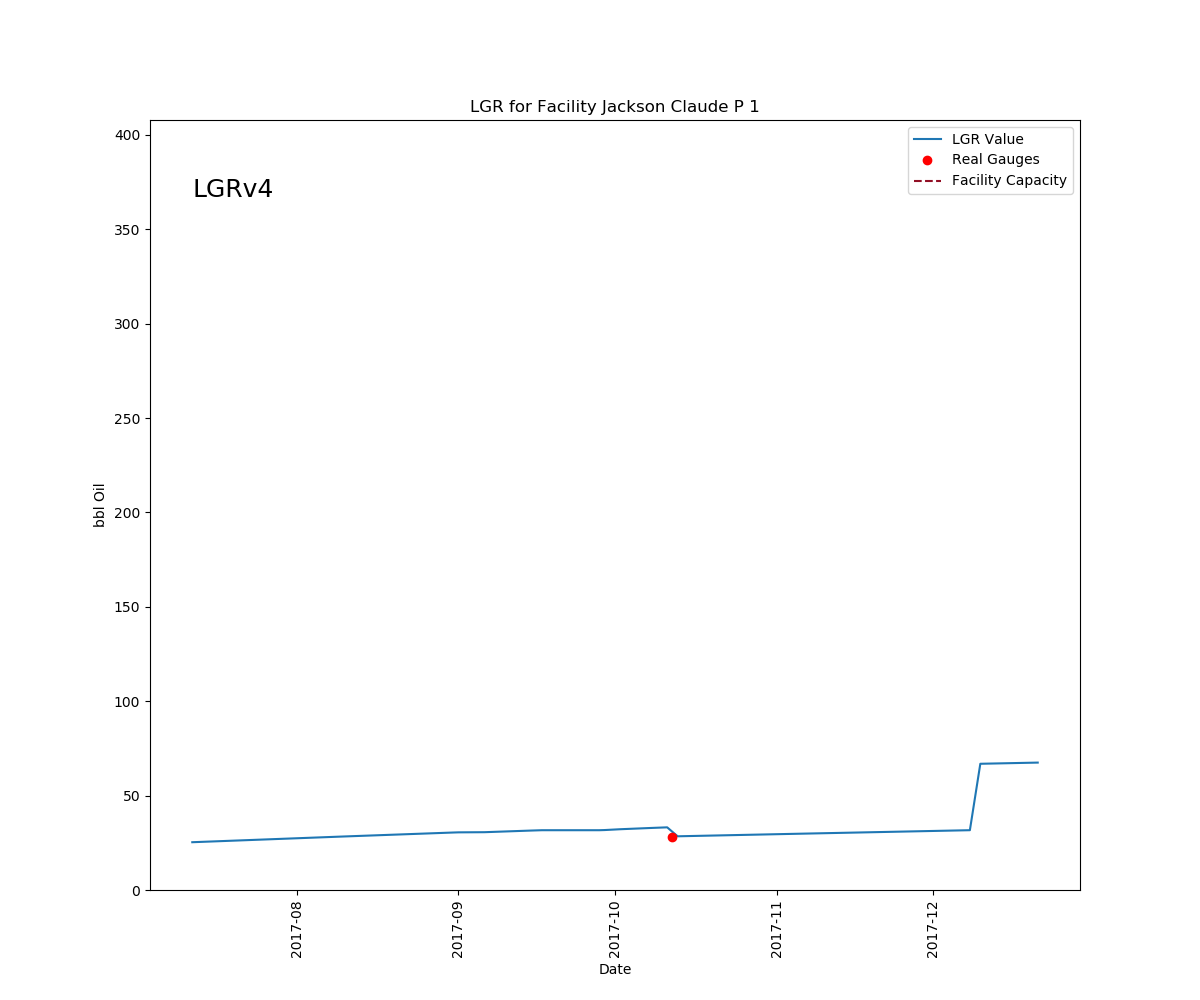 LGR for Facility Jackson Claude P 1
LGR Value
Real Gauges
Facility Capacity
LGRv4
400
350
300
250
200
150
100
50
0
bbl Oil
2017-08
2017-09
2017-10
2017-11
2017-12
Date